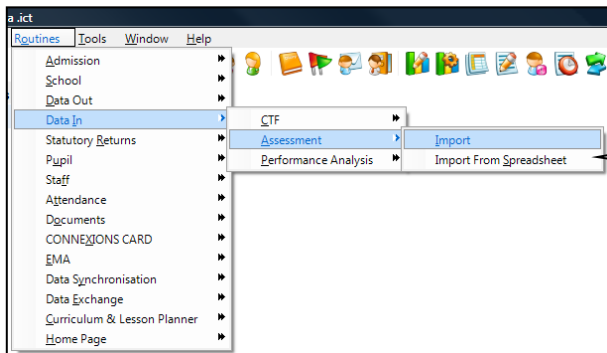 a .ict
Routines Tools Window Help
Admission
School
Data Out
Data In
Statutory Returns
Pupil
Staff
Attendance
Documents
CONNEXIONS CARD
EMA
Data Synchronisation
Data Exchange
Curriculum & Lesson Planner
Home Page
CTF
Assessment
Performance Analysis
Import
Import From Spreadsheet